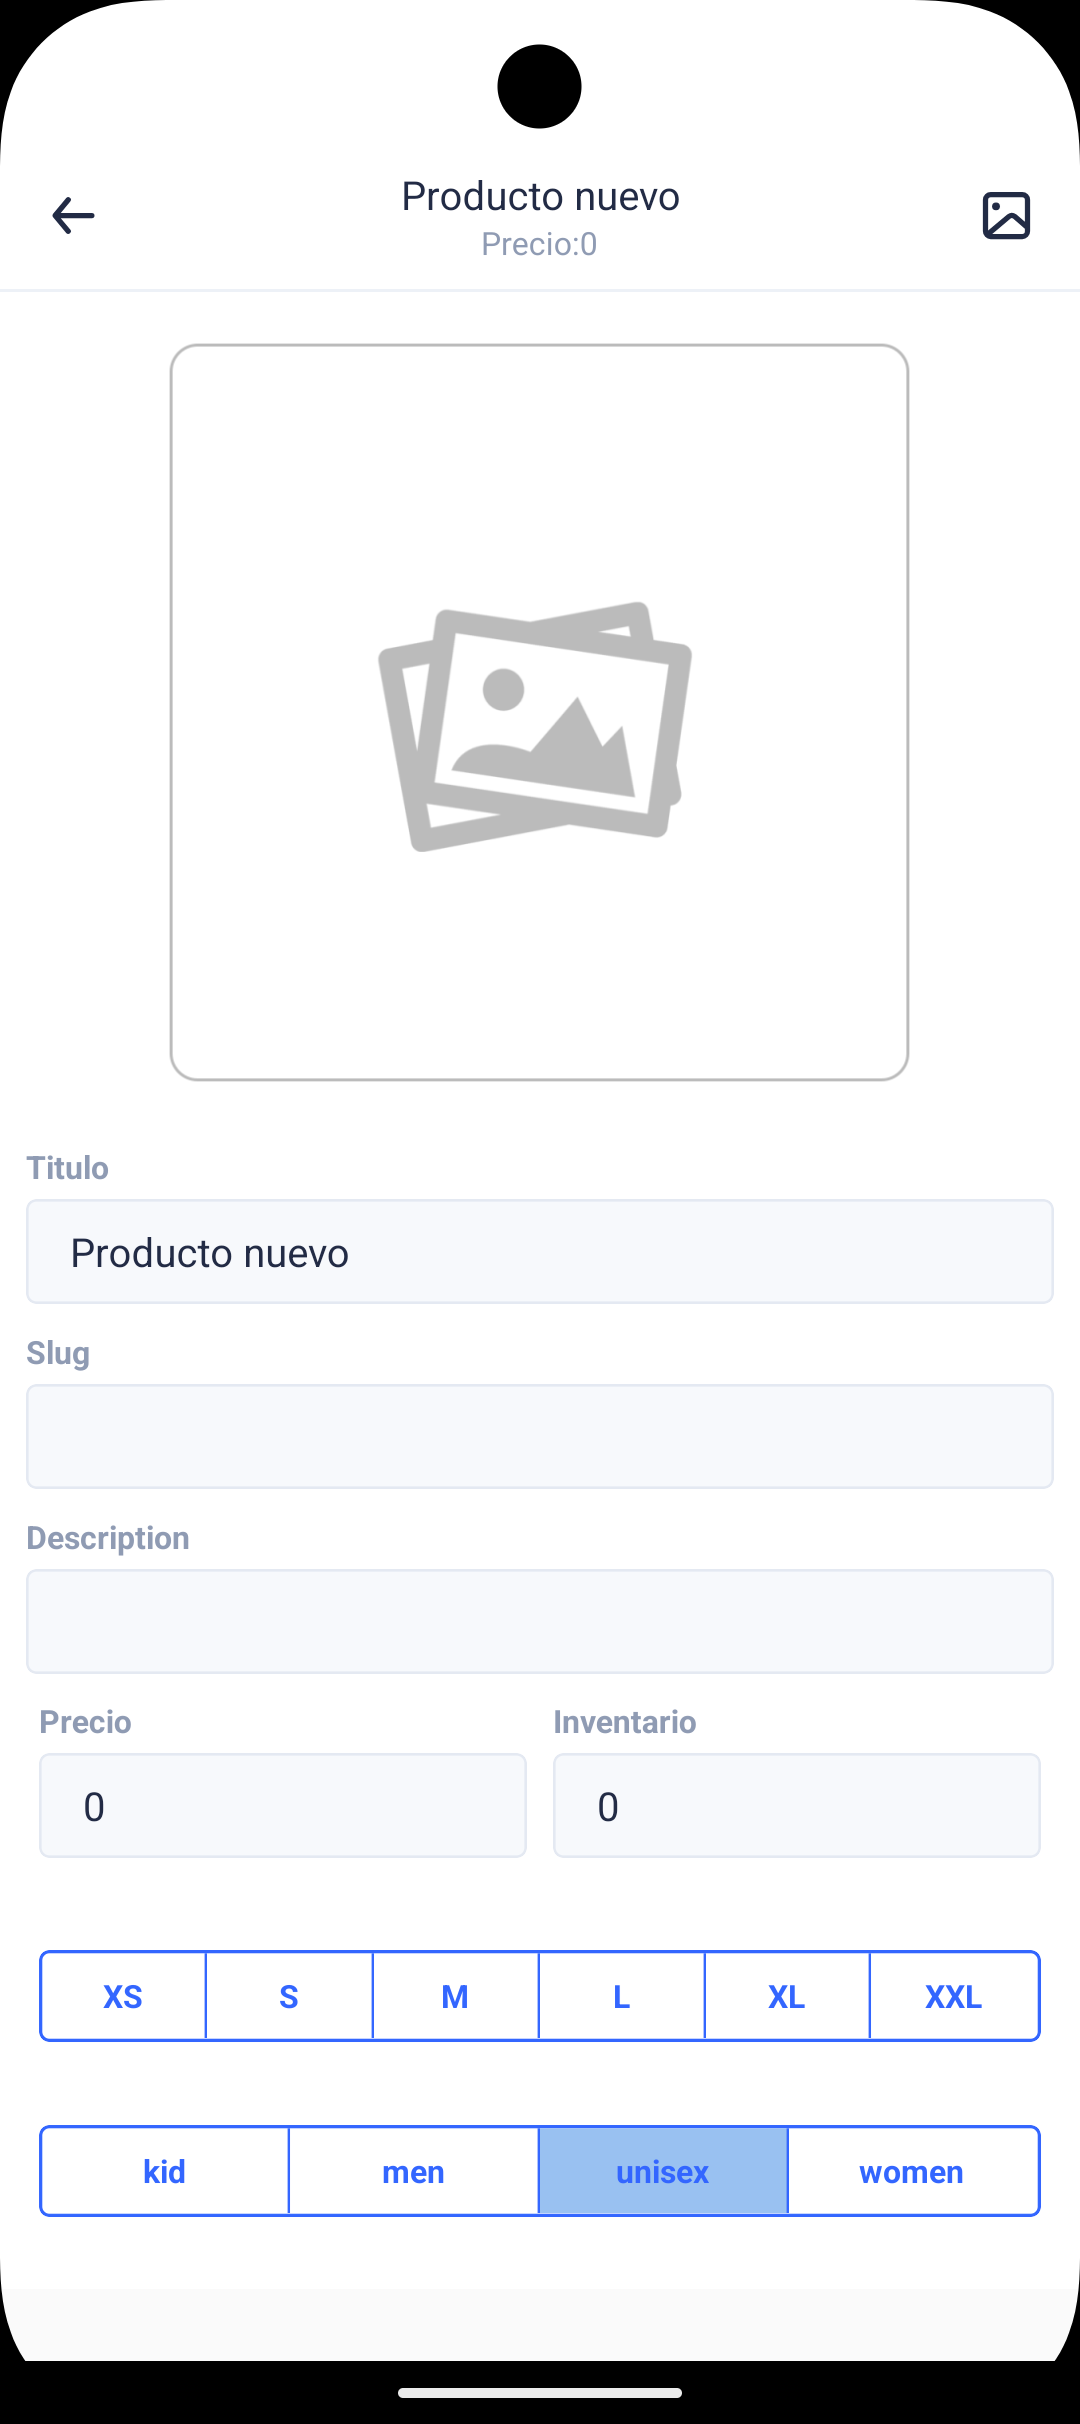 Producto nuevo
Precio:0
Titulo
Producto nuevo
Slug
Description
Precio Inventario
0 0
XS S M L XL XXL
kid men unisex women